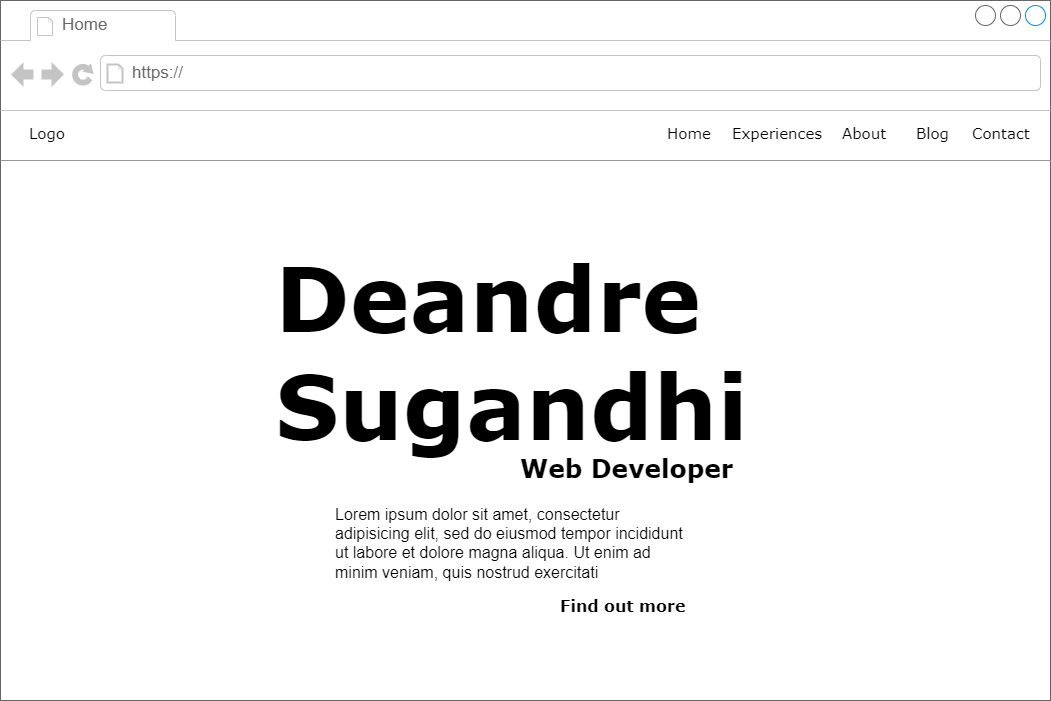 Home
https://
Logo Home Experiences About Blog Contact
Deandre
Sugandhi
Web Developer
Lorem ipsum dolor sit amet, consectetur
adipisicing elit, sed do eiusmod tempor incididunt
ut labore et dolore magna aliqua. Ut enim ad
minim veniam, quis nostrud exercitati
Find out more